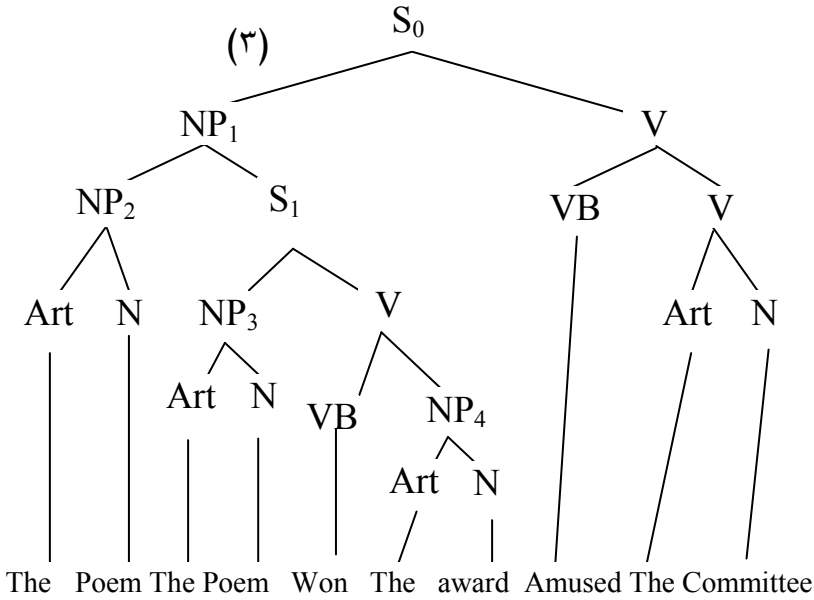 S₀
(٣)
NP₁ V
NP₂ S₁ VB V
Art N NP₃ V Art N
Art N VB NP₄
Art N
The Poem The Poem Won The award Amused The Committee